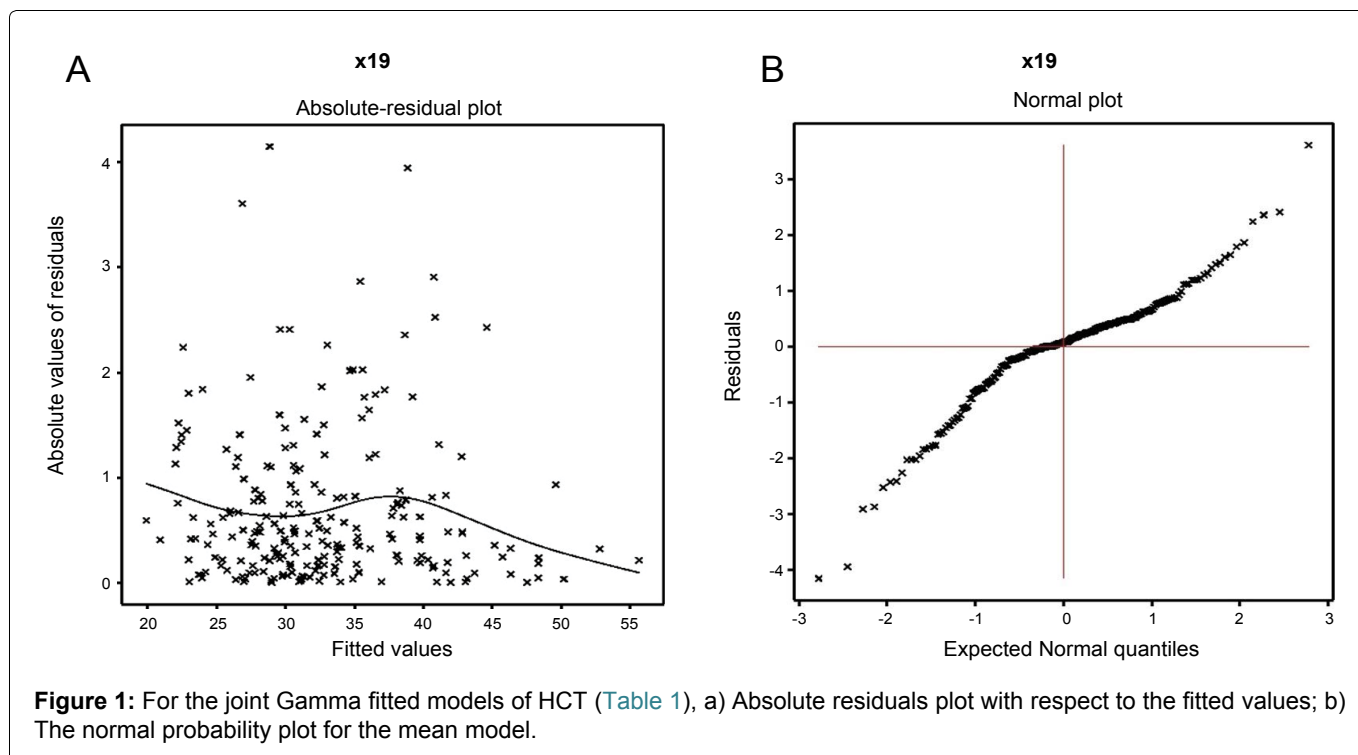 A
x19
Absolute-residual plot
Absolute values of residuals
4
3
2
1
0
20 25 30 35 40 45 50 55
Fitted values
B
x19
Normal plot
Residuals
3
2
1
0
-1
-2
-3
-4
-3 -2 -1 0 1 2 3
Expected Normal quantiles
Figure 1: For the joint Gamma fitted models of HCT (Table 1), a) Absolute residuals plot with respect to the fitted values; b)
The normal probability plot for the mean model.